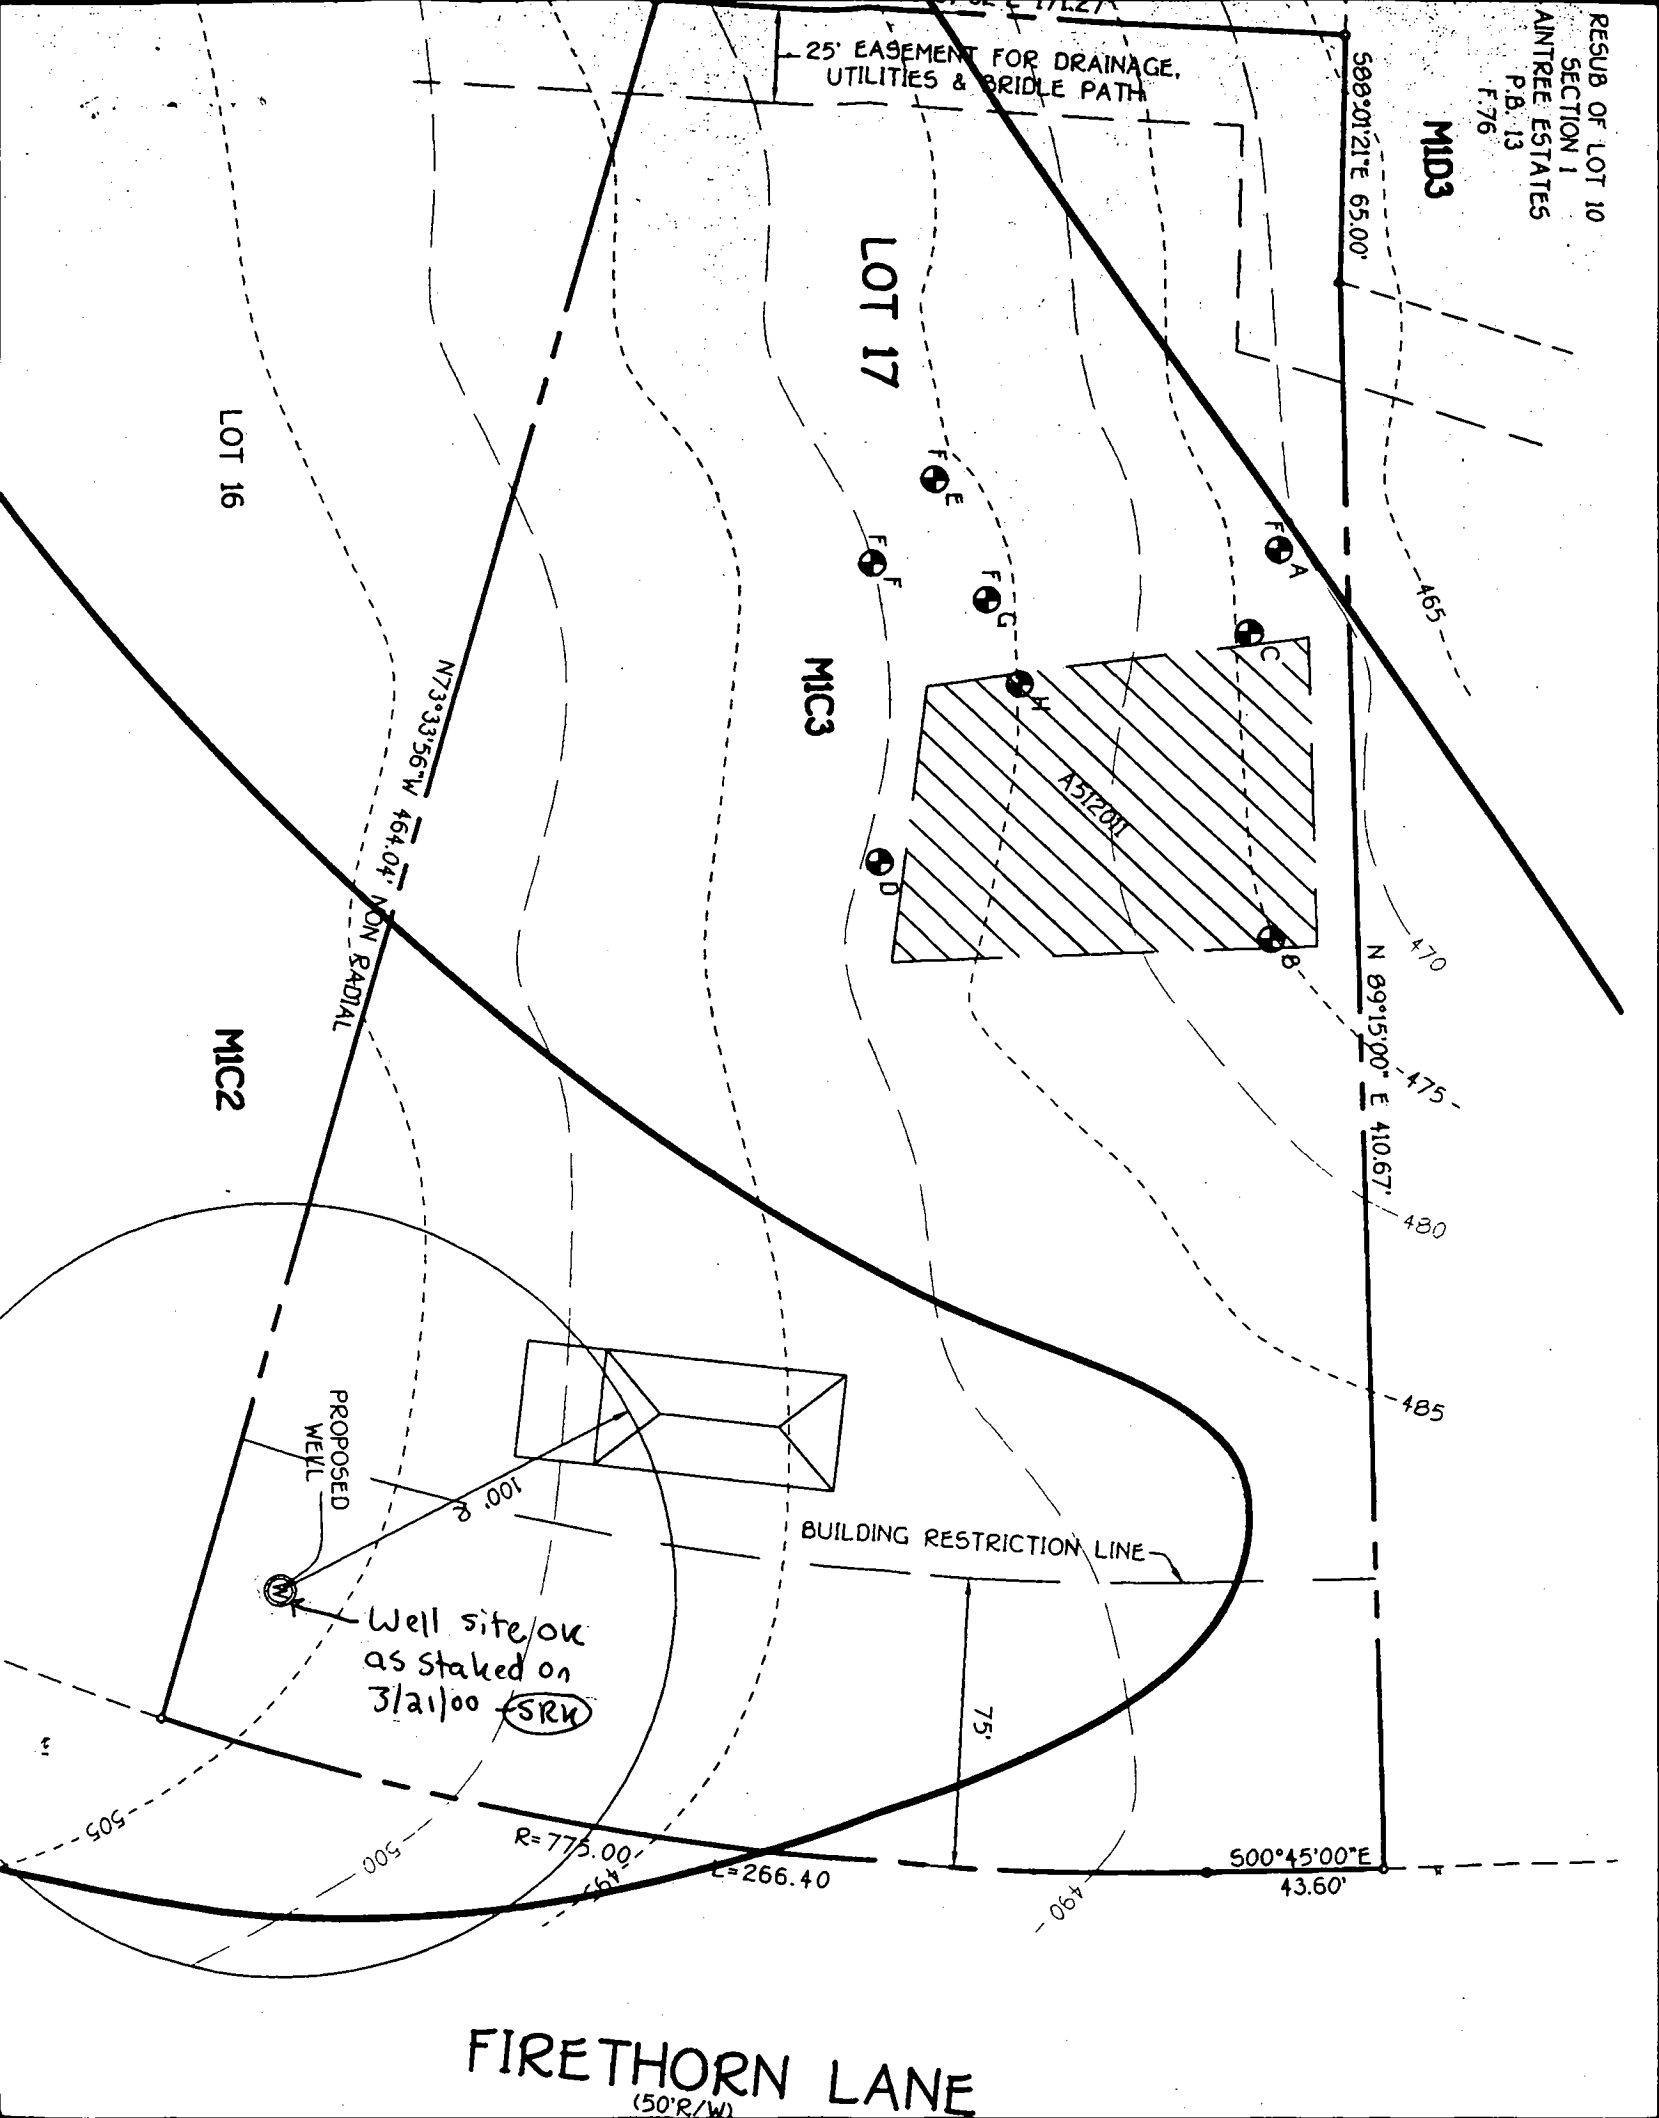 RESUB OF LOT 10
SECTION 1
AINTREE ESTATES
P.B. 13
F.76
M1D3
S88°01'21"E 65.00'
171.27'
25' EASEMENT FOR DRAINAGE,
UTILITIES & BRIDLE PATH
LOT 17
LOT 16
F E
F F
F G
F A
C
H
D
B
A512011
M1C3
M1C2
N73°33'56"W 464.04' NON RADIAL
N 89°15'00" E 410.67'
465
470
475
480
485
PROPOSED
WELL
W
100' R
BUILDING RESTRICTION LINE
75'
Well site ok
as staked on
3/21/00 - SRK
505
500
495
490
R=775.00'
L=266.40
S00°45'00"E
43.60'
FIRETHORN LANE
(50'R/W)